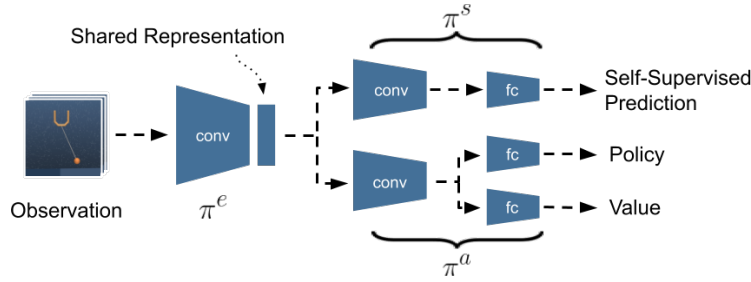 π^s
Shared Representation
conv
fc
Self-Supervised
Prediction
conv
Observation
π^e
conv
fc
Policy
fc
Value
π^a